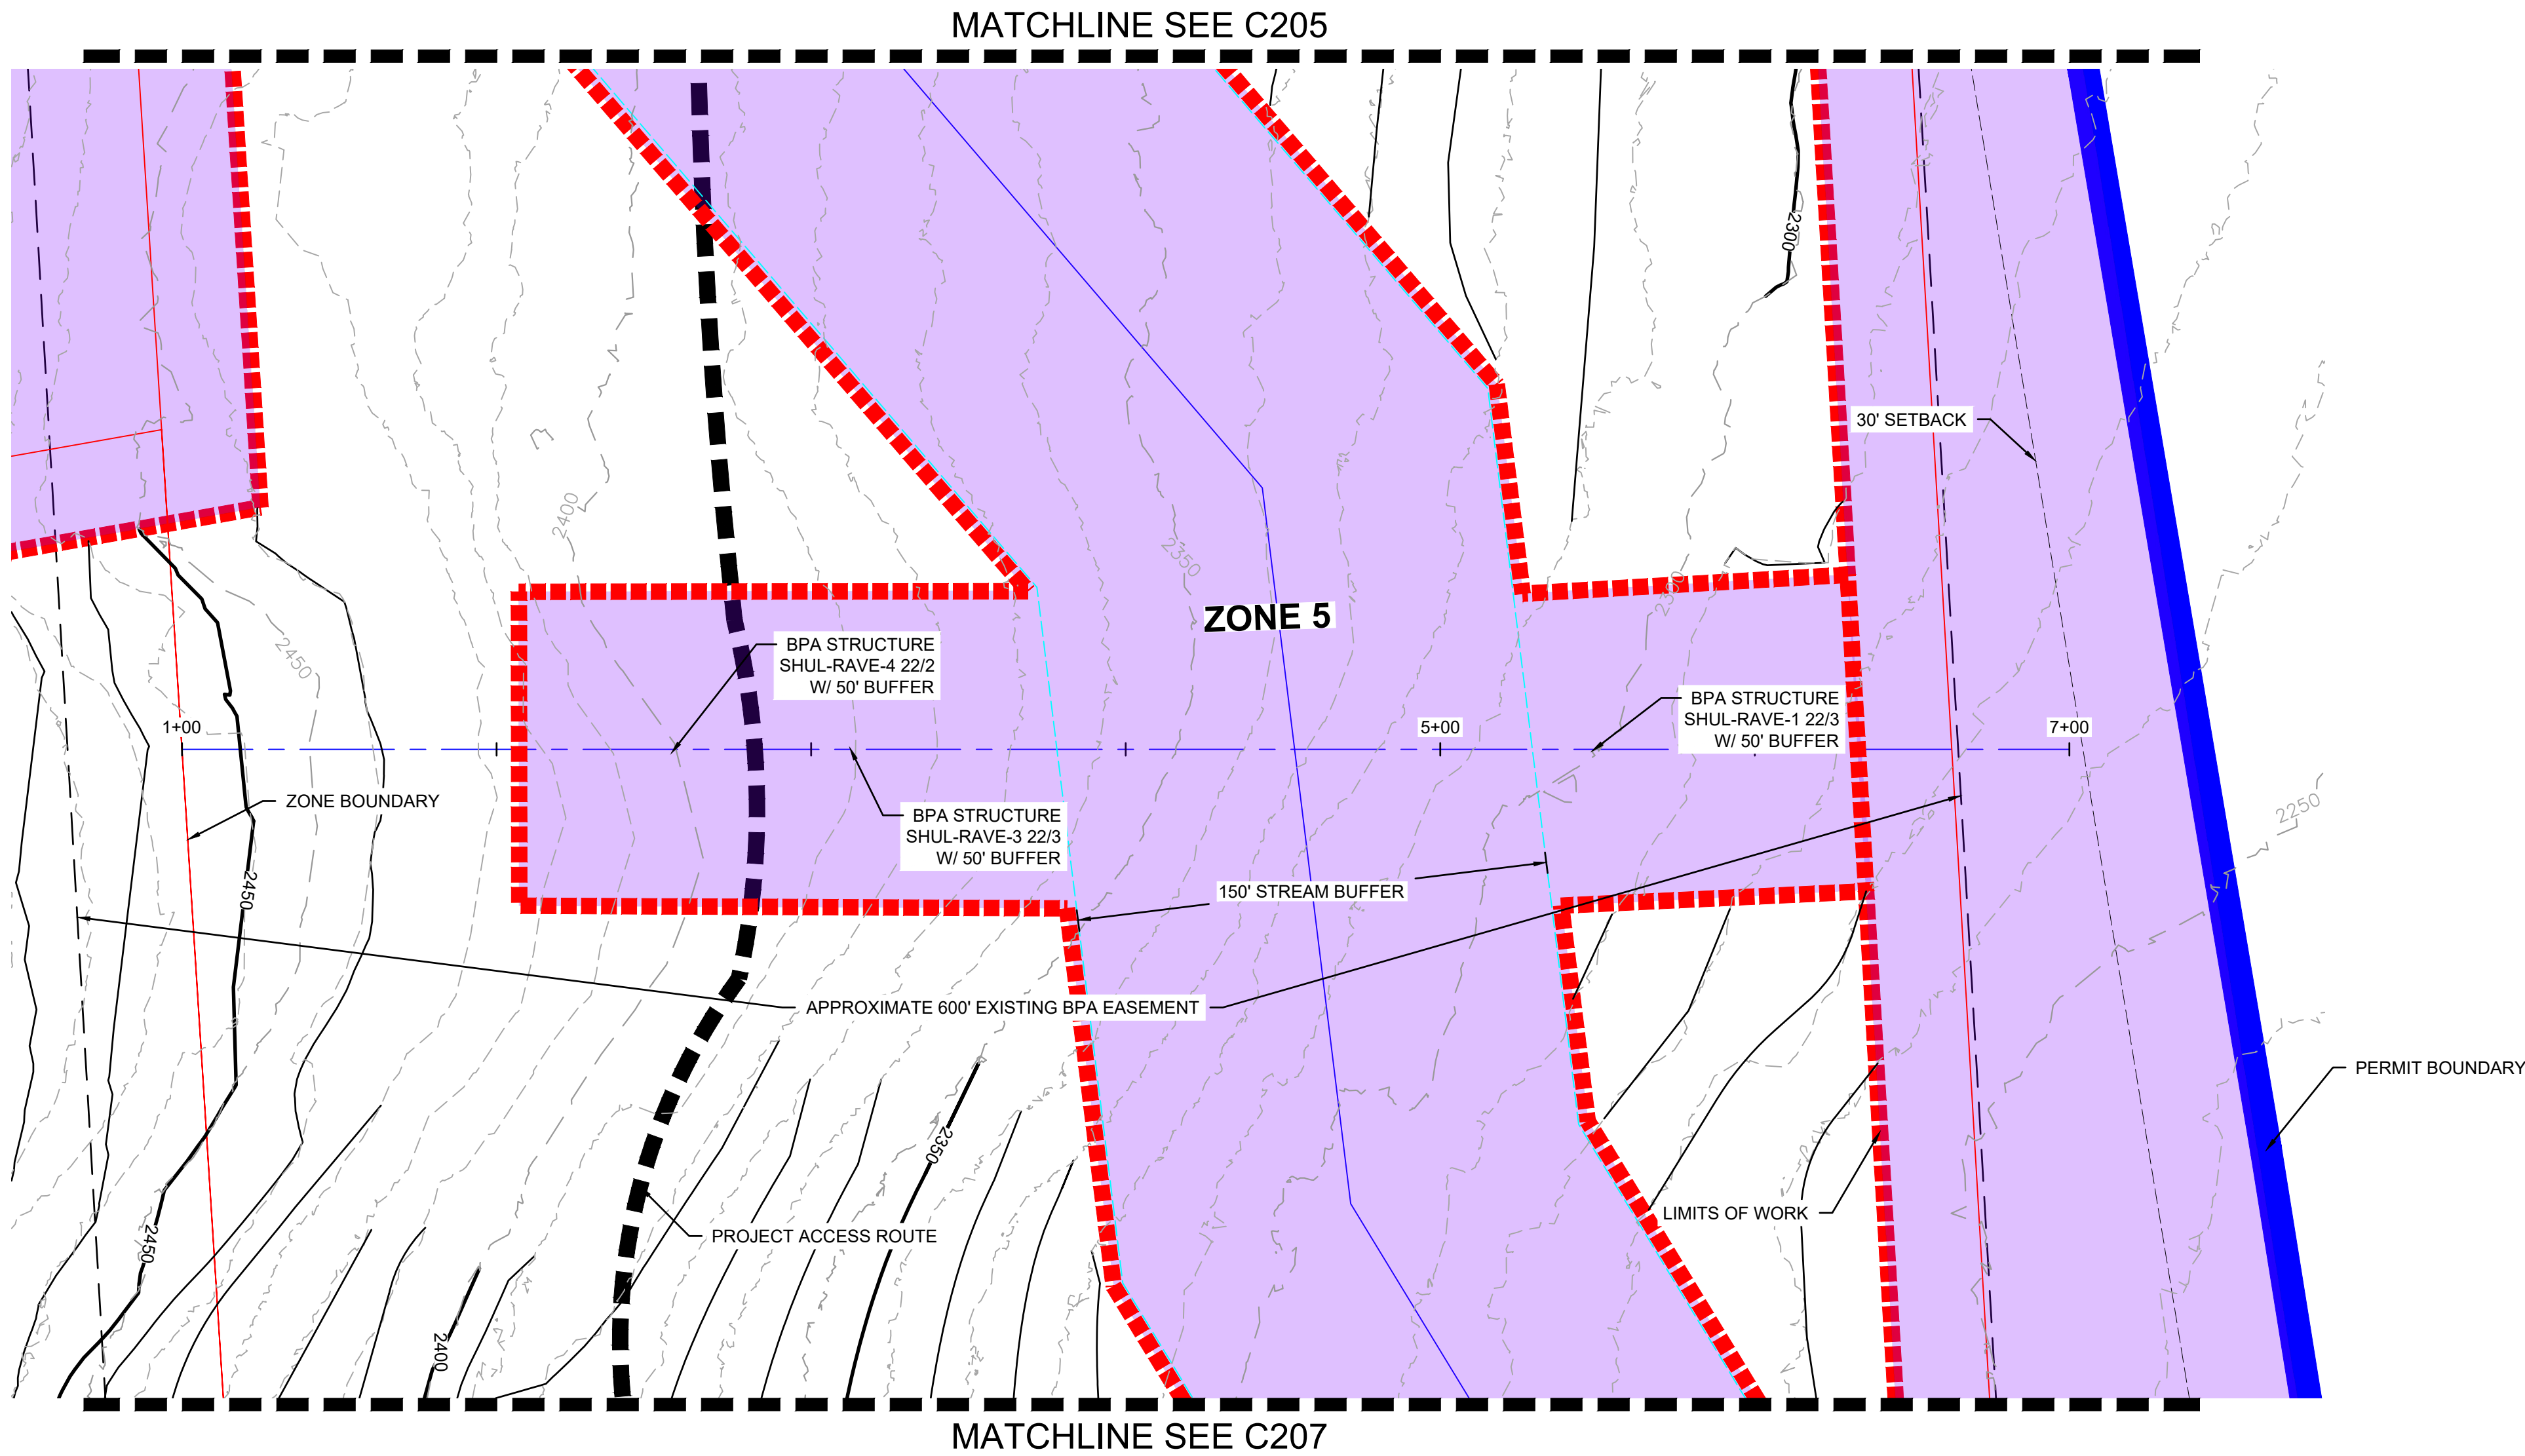 MATCHLINE SEE C205
2300
30' SETBACK
2400
2350
2300
ZONE 5
2450
BPA STRUCTURE
SHUL-RAVE-4 22/2
W/ 50' BUFFER
BPA STRUCTURE
SHUL-RAVE-1 22/3
W/ 50' BUFFER
1+00
5+00
7+00
ZONE BOUNDARY
BPA STRUCTURE
SHUL-RAVE-3 22/3
W/ 50' BUFFER
2250
2450
150' STREAM BUFFER
APPROXIMATE 600' EXISTING BPA EASEMENT
PERMIT BOUNDARY
2350
LIMITS OF WORK
PROJECT ACCESS ROUTE
2450
2400
MATCHLINE SEE C207